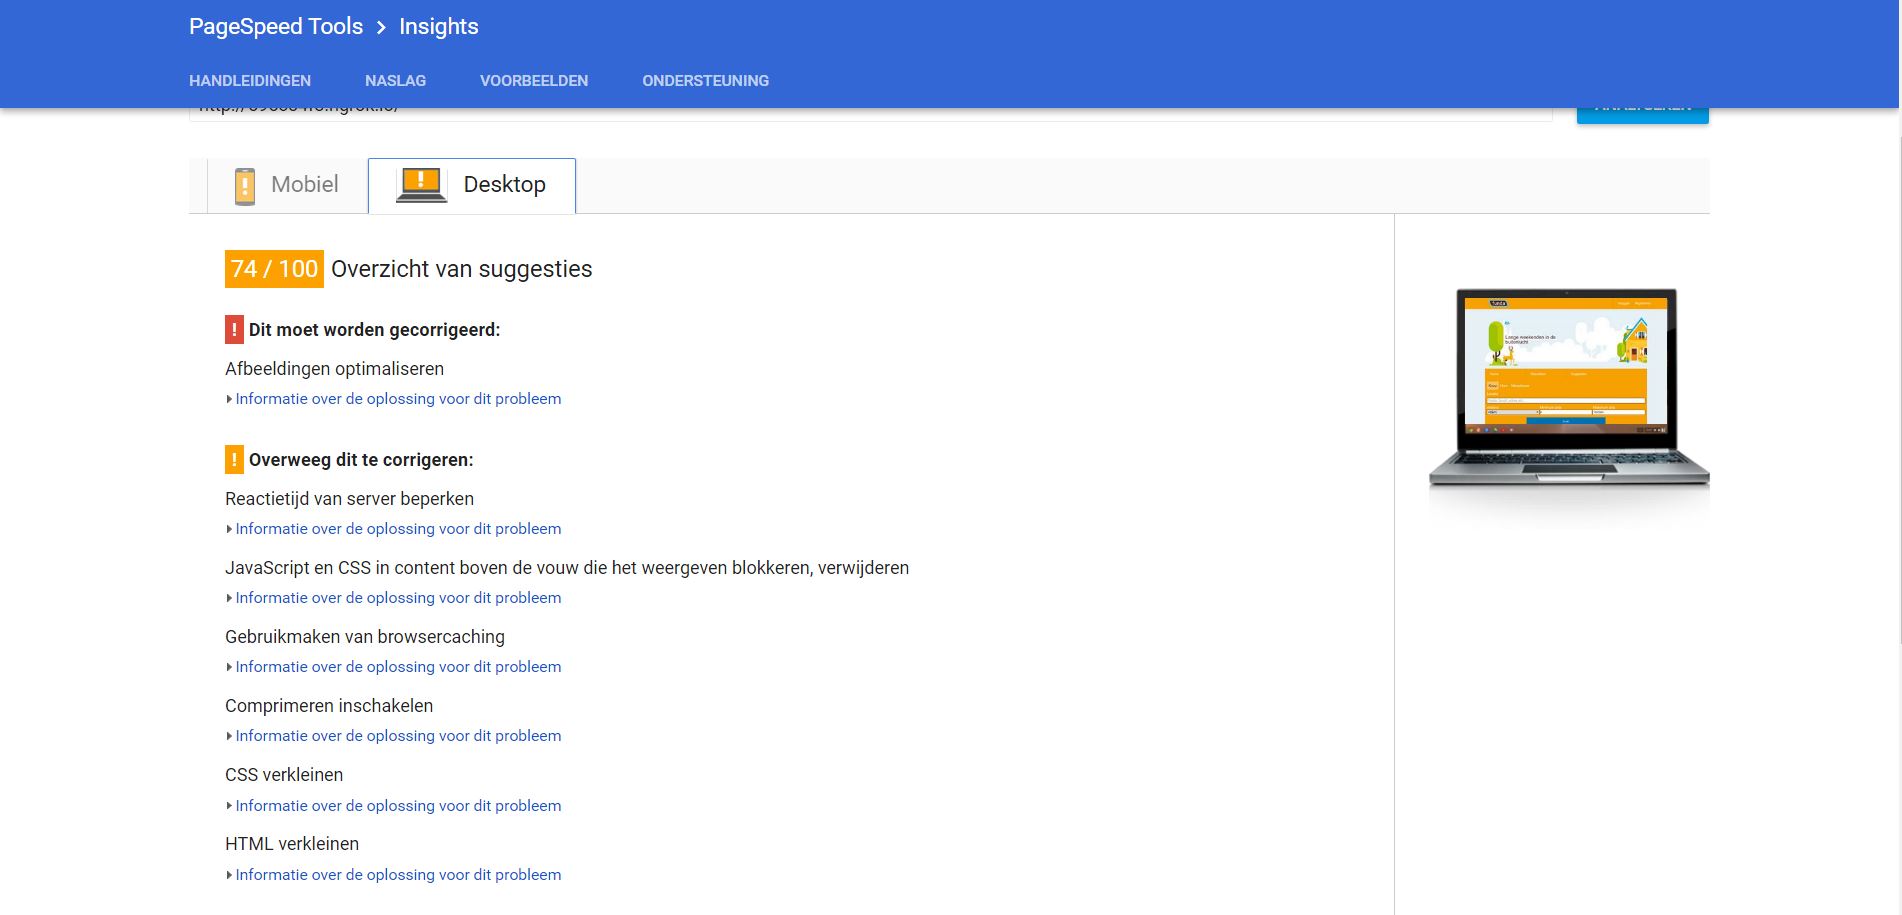 PageSpeed Tools > Insights
HANDLEIDINGEN NASLAG VOORBEELDEN ONDERSTEUNING
Mobiel Desktop
74 / 100 Overzicht van suggesties
! Dit moet worden gecorrigeerd:
Afbeeldingen optimaliseren
Informatie over de oplossing voor dit probleem
! Overweeg dit te corrigeren:
Reactietijd van server beperken
Informatie over de oplossing voor dit probleem
JavaScript en CSS in content boven de vouw die het weergeven blokkeren, verwijderen
Informatie over de oplossing voor dit probleem
Gebruikmaken van browsercaching
Informatie over de oplossing voor dit probleem
Comprimeren inschakelen
Informatie over de oplossing voor dit probleem
CSS verkleinen
Informatie over de oplossing voor dit probleem
HTML verkleinen
Informatie over de oplossing voor dit probleem
Lange weekenden in de